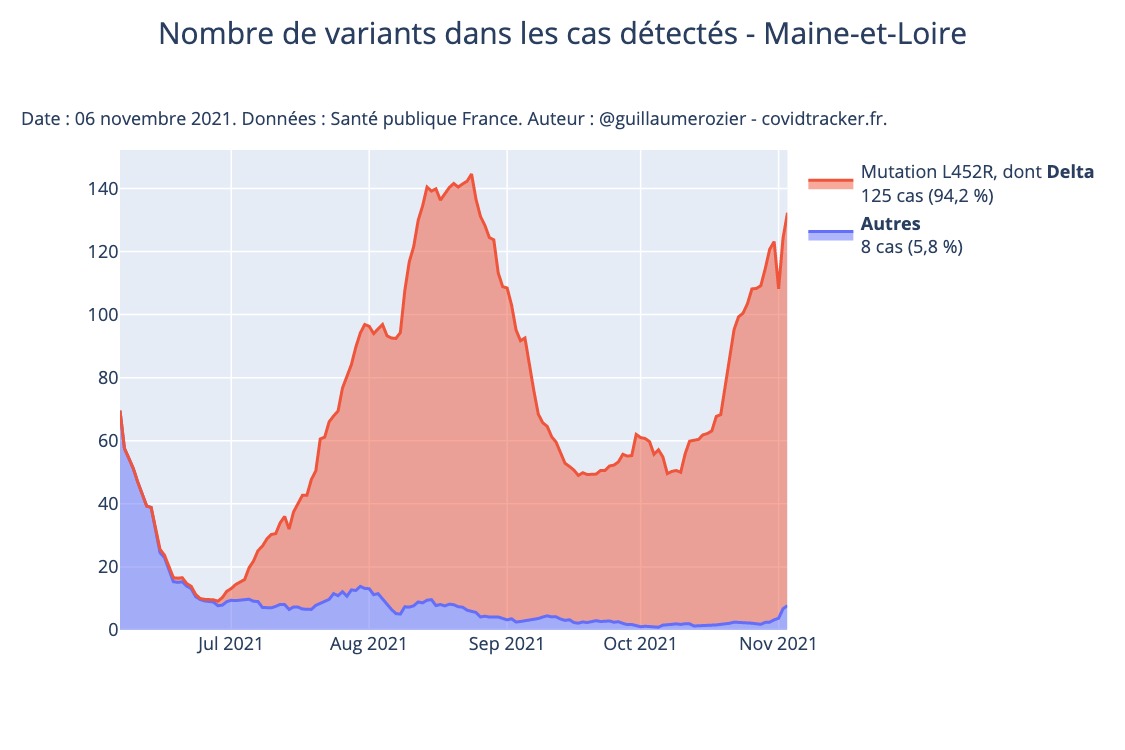 Nombre de variants dans les cas détectés - Maine-et-Loire
Date : 06 novembre 2021. Données : Santé publique France. Auteur : @guillaumerozier - covidtracker.fr.
Mutation L452R, dont Delta
125 cas (94,2 %)
Autres
8 cas (5,8 %)
140
120
100
80
60
40
20
0
Jul 2021 Aug 2021 Sep 2021 Oct 2021 Nov 2021